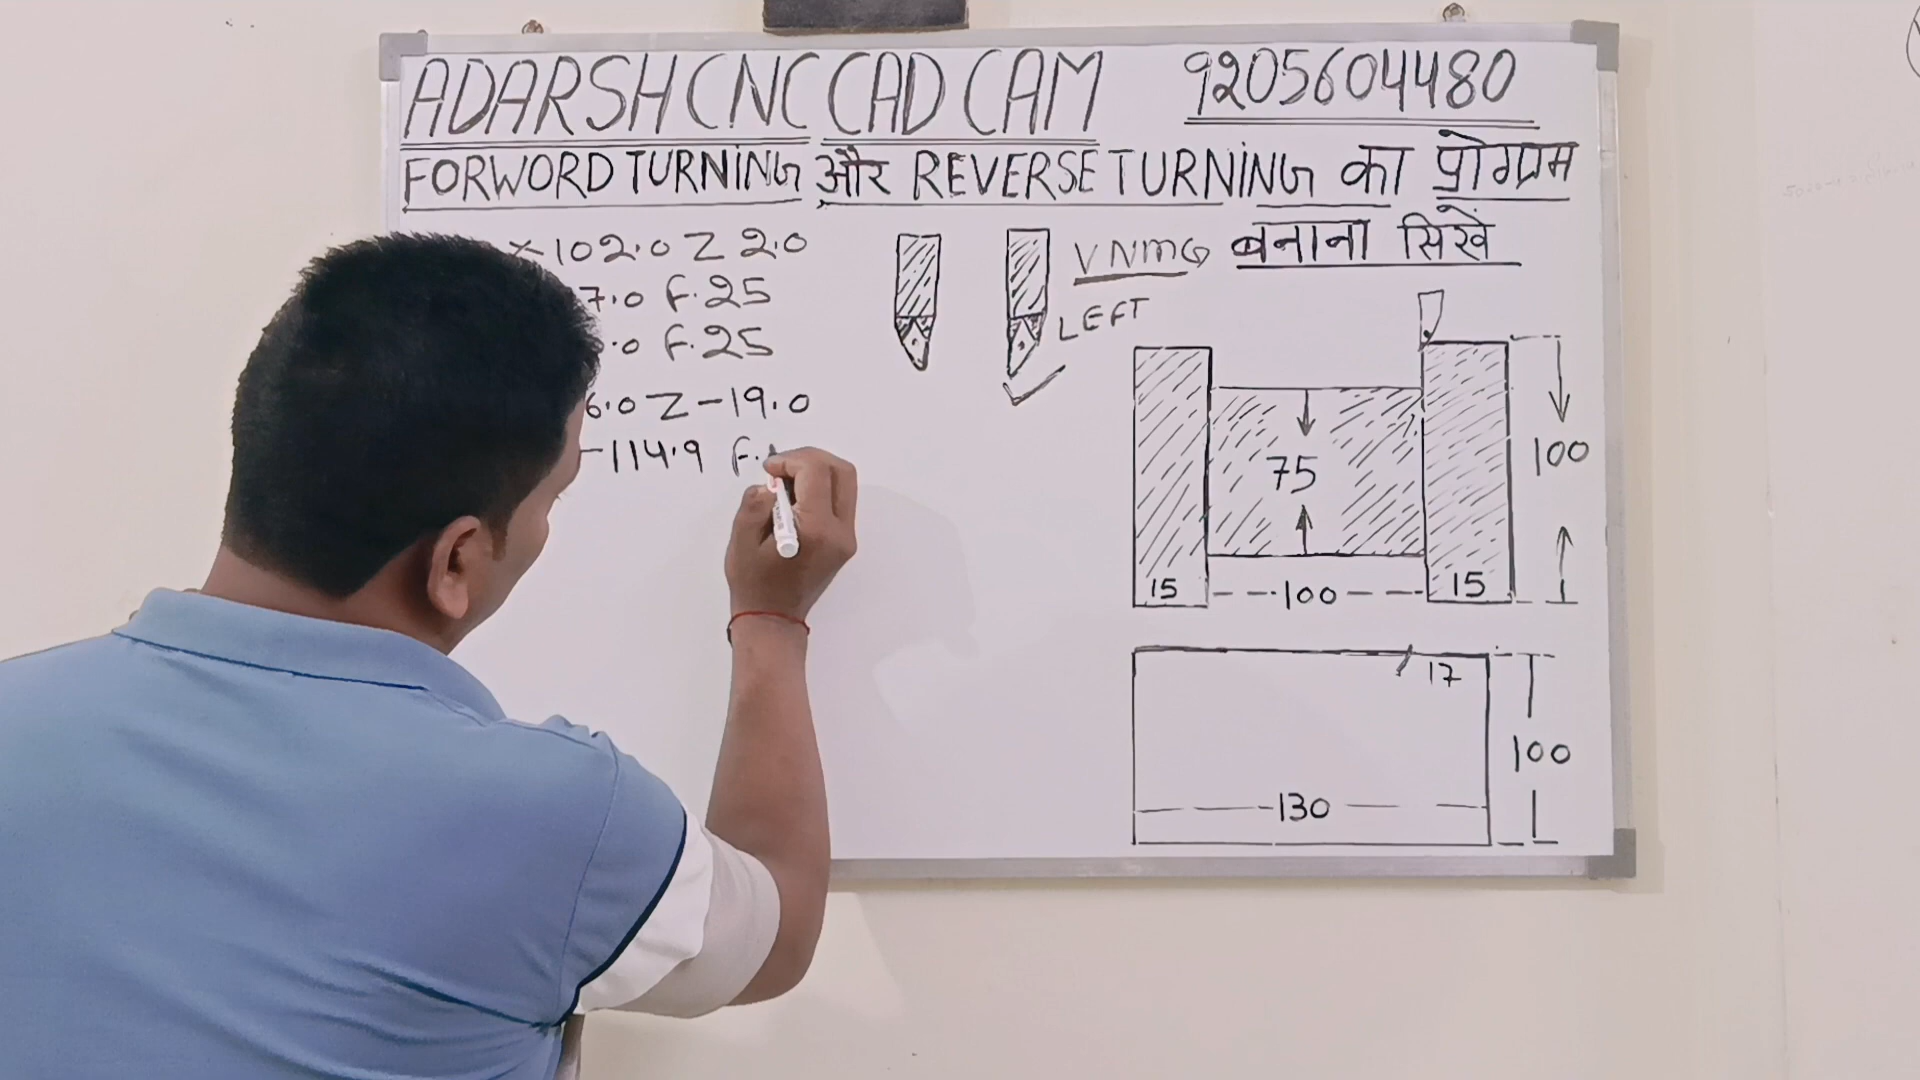 ADARSH CNC CAD CAM 9205604480
FORWORD TURNING और REVERSE TURNING का प्रोग्राम
बनाना सिखें
X102.0 Z 2.0
7.0 F.25
.0 F.25
6.0 Z-19.0
-114.9 F.
VNMG
LEFT
75
100
15
100
15
17
100
130